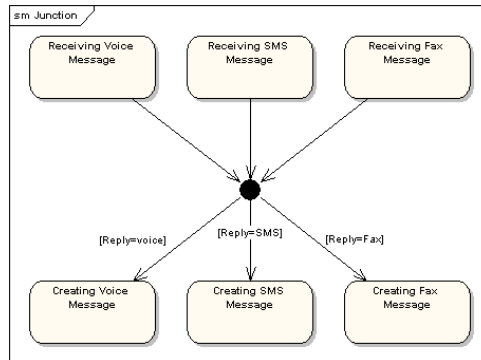 sm Junction
Receiving Voice
Message
Receiving SMS
Message
Receiving Fax
Message
[Reply=voice]
[Reply=SMS]
[Reply=Fax]
Creating Voice
Message
Creating SMS
Message
Creating Fax
Message